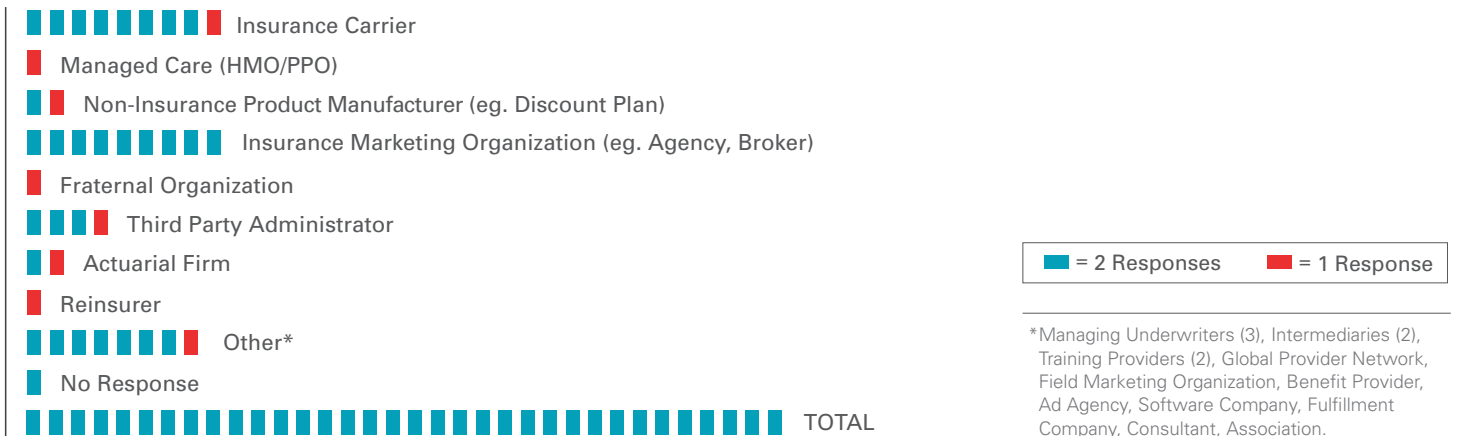 Insurance Carrier
Managed Care (HMO/PPO)
Non-Insurance Product Manufacturer (eg. Discount Plan)
Insurance Marketing Organization (eg. Agency, Broker)
Fraternal Organization
Third Party Administrator
Actuarial Firm
Reinsurer
Other*
No Response
TOTAL
= 2 Responses = 1 Response
*Managing Underwriters (3), Intermediaries (2),
Training Providers (2), Global Provider Network,
Field Marketing Organization, Benefit Provider,
Ad Agency, Software Company, Fulfillment
Company, Consultant, Association.